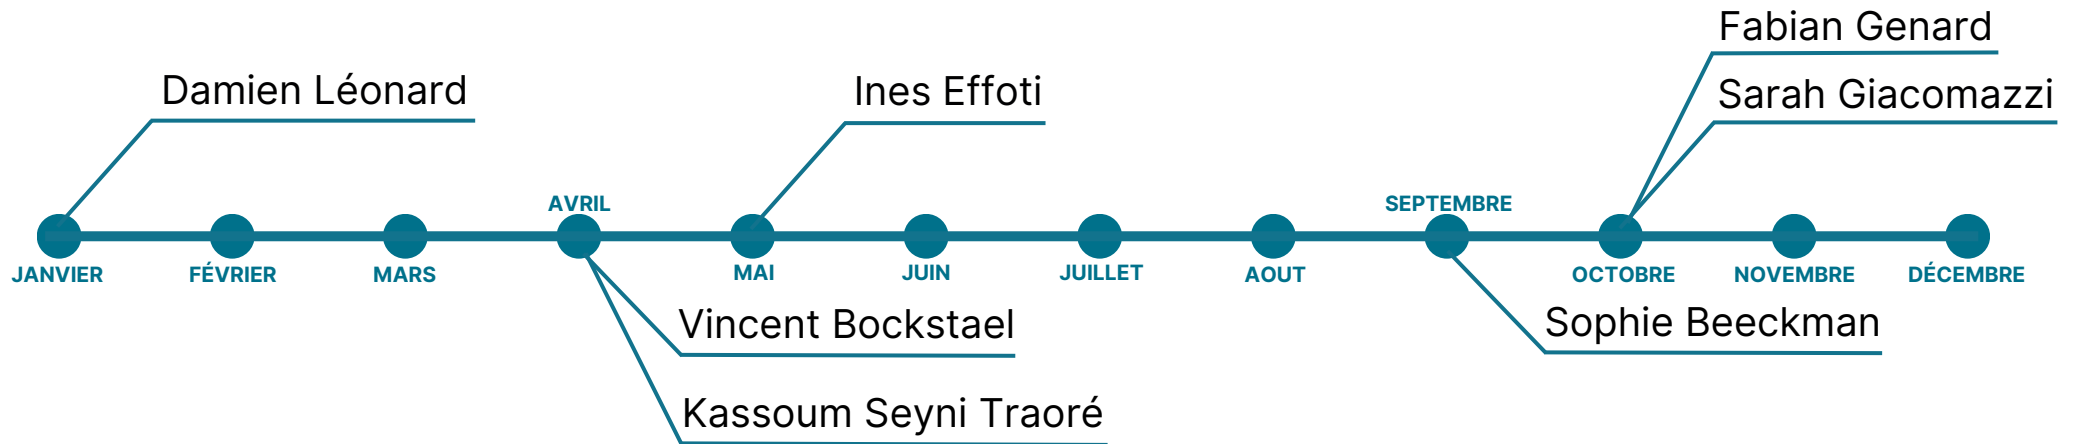 Fabian Genard
Damien Léonard
Ines Effoti
Sarah Giacomazzi
AVRIL
SEPTEMBRE
JANVIER
FÉVRIER
MARS
MAI
JUIN
JUILLET
AOUT
OCTOBRE
NOVEMBRE
DÉCEMBRE
Vincent Bockstael
Sophie Beeckman
Kassoum Seyni Traoré